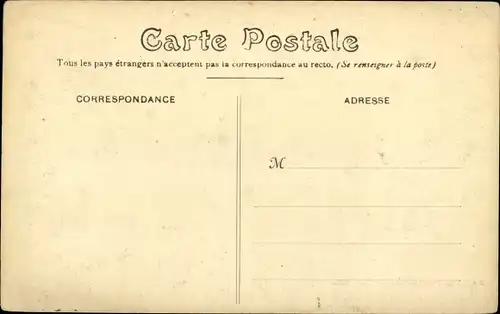 Carte Postale
Tous les pays étrangers n'acceptent pas la correspondance au recto. (Se renseigner à la poste)
CORRESPONDANCE
ADRESSE
M